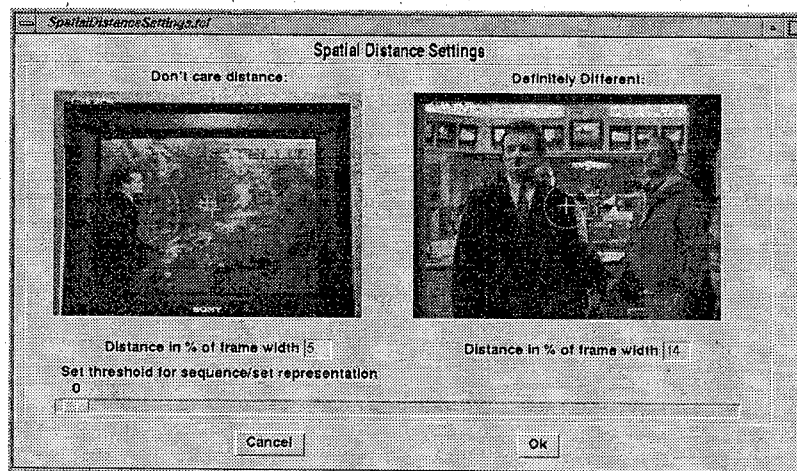 SpatialDistanceSettings.tcl
Spatial Distance Settings
Don't care distance:
Definitely Different:
SONY
Distance in % of frame width 5
Distance in % of frame width 14
Set threshold for sequence/set representation
0
Cancel
Ok